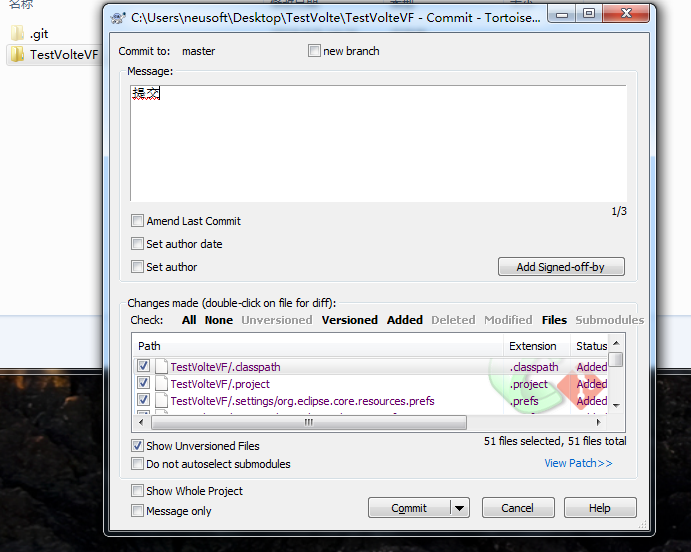 名称
.git
TestVolteVF
C:\Users\neusoft\Desktop\TestVolte\TestVolteVF - Commit - Tortoise...
Commit to: master new branch
Message:
提交
1/3
Amend Last Commit
Set author date
Set author
Add Signed-off-by
Changes made (double-click on file for diff):
Check: All None Unversioned Versioned Added Deleted Modified Files Submodules
Path Extension Status
TestVolteVF/.classpath .classpath Added
TestVolteVF/.project .project Added
TestVolteVF/.settings/org.eclipse.core.resources.prefs .prefs Added
Show Unversioned Files
51 files selected, 51 files total
Do not autoselect submodules
View Patch>>
Show Whole Project
Message only
Commit Cancel Help